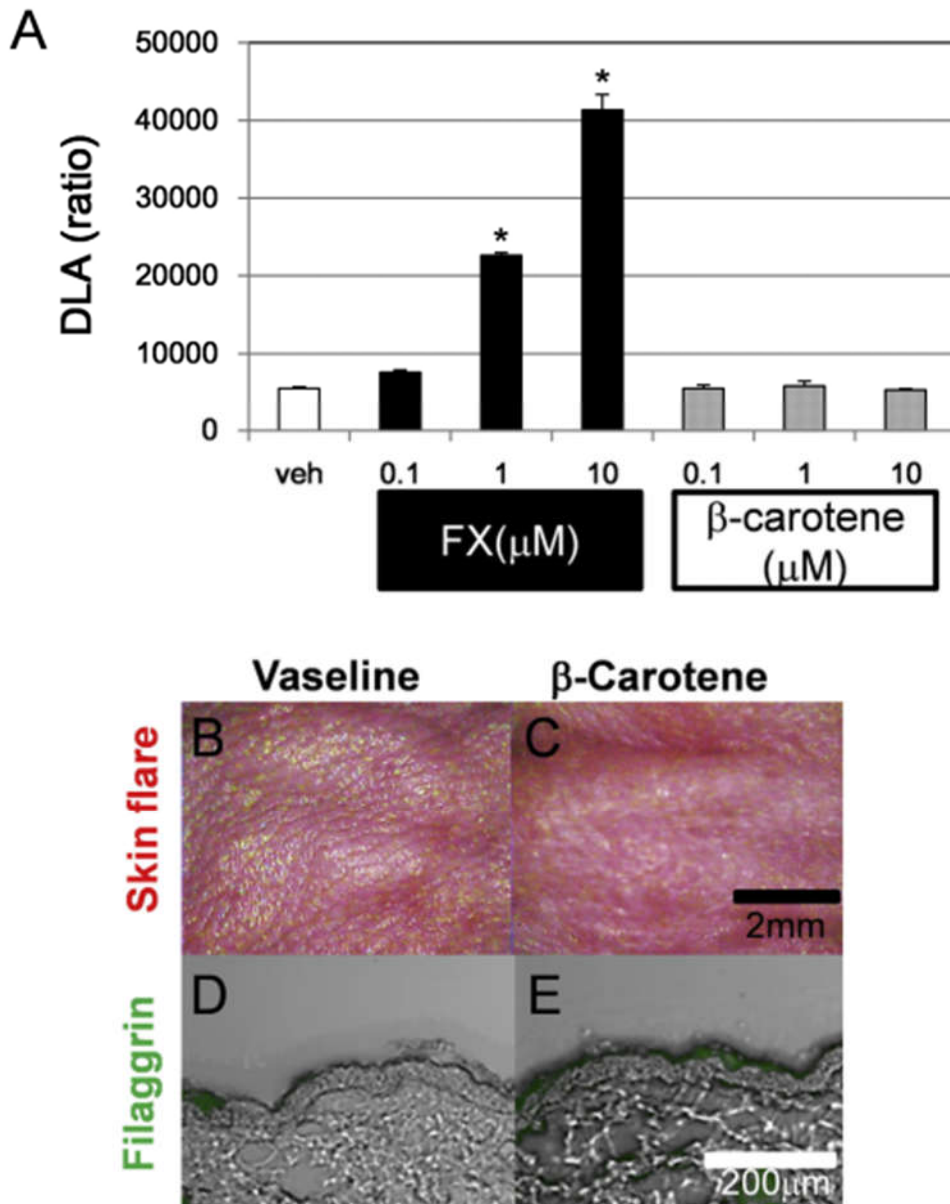 A
DLA (ratio)
50000
40000
30000
20000
10000
0
*
*
veh
0.1
1
10
0.1
1
10
FX(μM)
β-carotene
(μM)
Vaseline
β-Carotene
Skin flare
B
C
2mm
Filaggrin
D
E
200μm